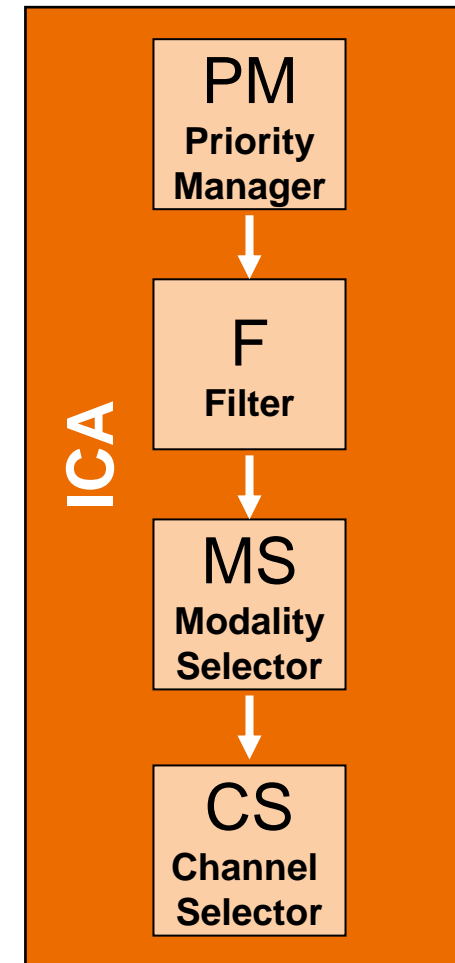 PM
Priority
Manager
F
Filter
ICA
MS
Modality
Selector
CS
Channel
Selector